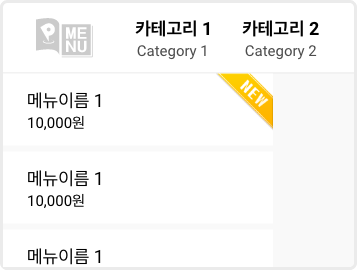 ME
NU
카테고리 1
Category 1
카테고리 2
Category 2
메뉴이름 1
10,000원
NEW
메뉴이름 1
10,000원
메뉴이름 1